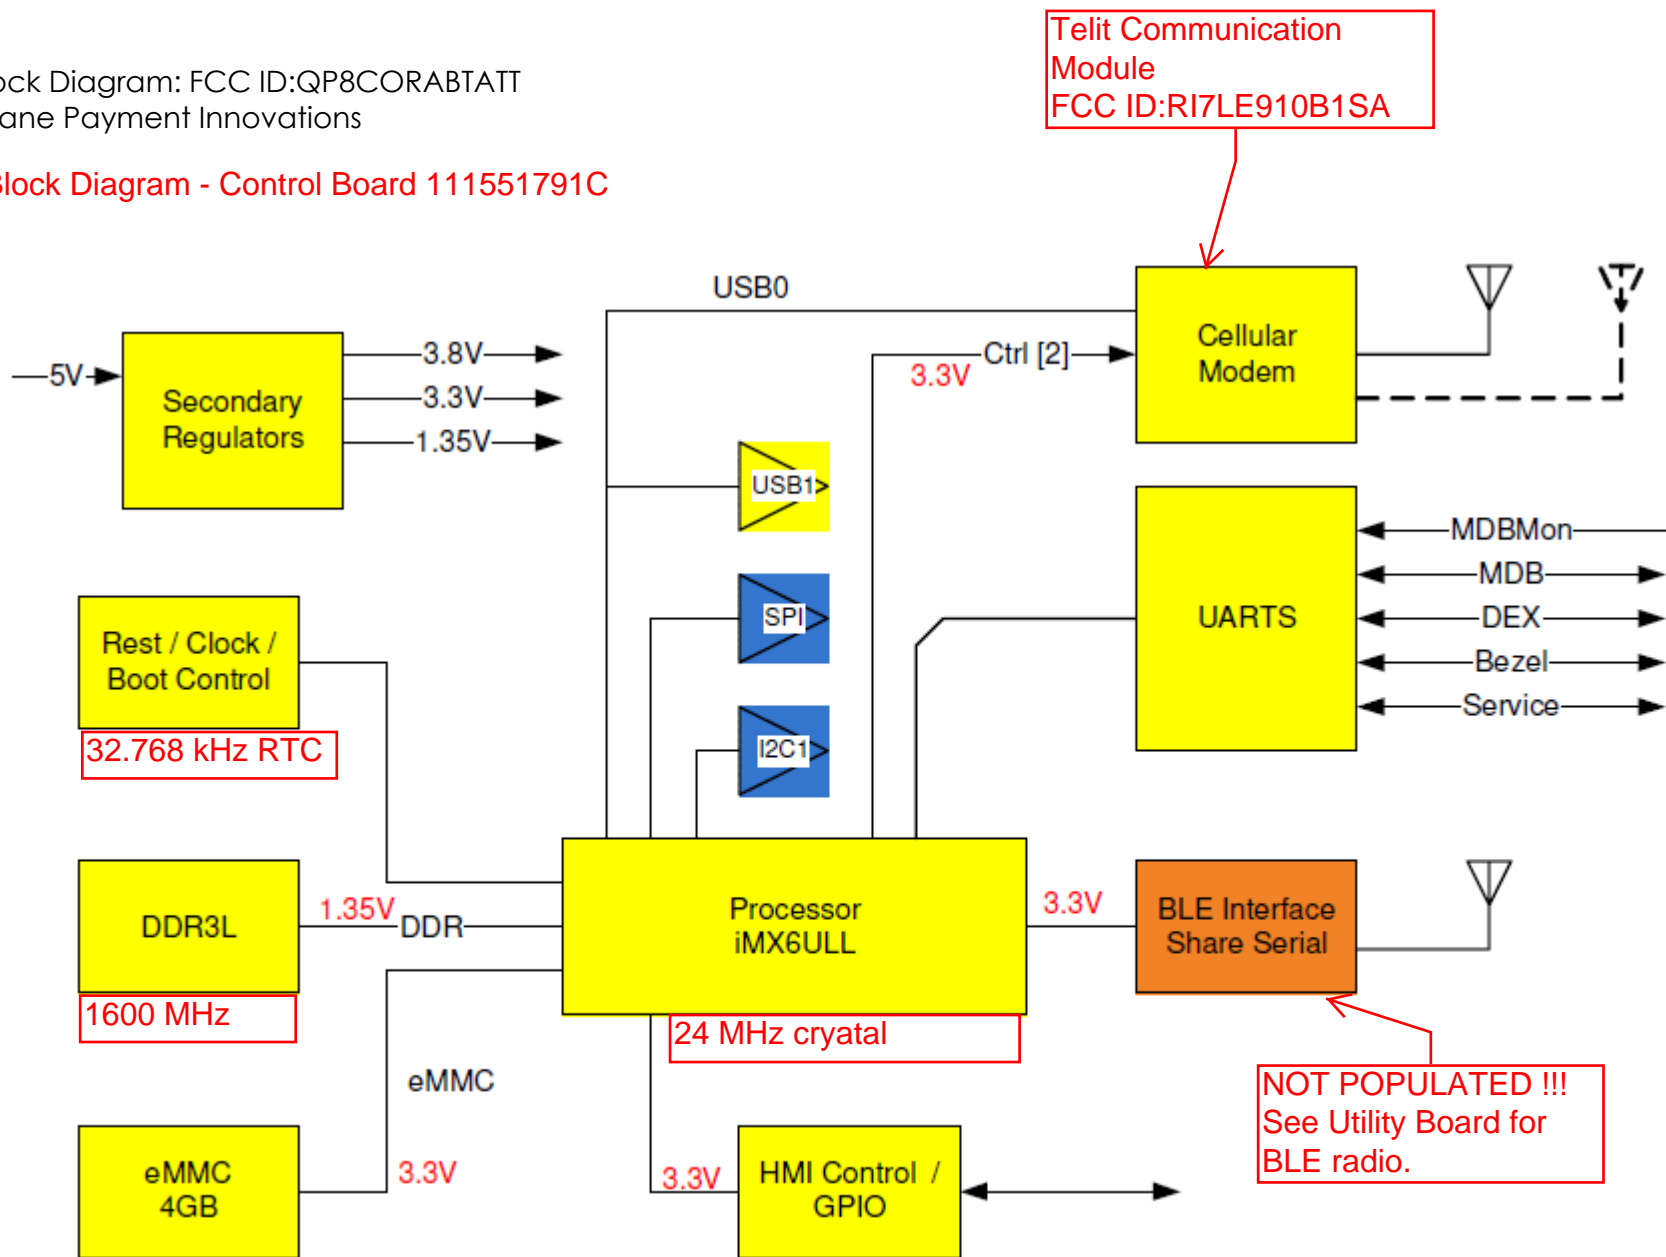 Telit Communication
Module
FCC ID:RI7LE910B1SA
ock Diagram: FCC ID:QP8CORABTATT
ane Payment Innovations
Block Diagram - Control Board 111551791C
USB0
Cellular
Modem
Ctrl [2]
3.3V
5V
Secondary
Regulators
3.8V
3.3V
1.35V
USB1
SPI
I2C1
UARTS
MDBMon
MDB
DEX
Bezel
Service
Rest / Clock /
Boot Control
32.768 kHz RTC
DDR3L
1.35V
DDR
1600 MHz
Processor
iMX6ULL
24 MHz cryatal
3.3V
BLE Interface
Share Serial
NOT POPULATED !!!
See Utility Board for
BLE radio.
eMMC
eMMC
4GB
3.3V
3.3V
HMI Control /
GPIO